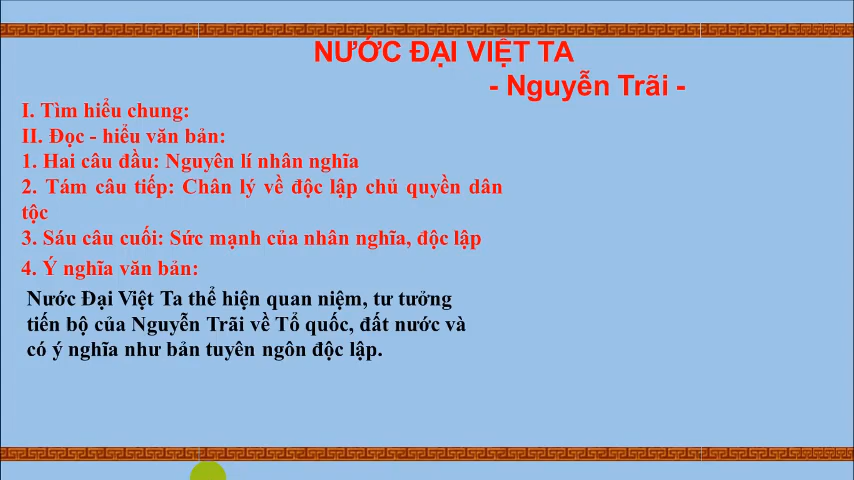 NƯỚC ĐẠI VIỆT TA
- Nguyễn Trãi -
I. Tìm hiểu chung:
II. Đọc - hiểu văn bản:
1. Hai câu đầu: Nguyên lí nhân nghĩa
2. Tám câu tiếp: Chân lý về độc lập chủ quyền dân
tộc
3. Sáu câu cuối: Sức mạnh của nhân nghĩa, độc lập
4. Ý nghĩa văn bản:
Nước Đại Việt Ta thể hiện quan niệm, tư tưởng
tiến bộ của Nguyễn Trãi về Tổ quốc, đất nước và
có ý nghĩa như bản tuyên ngôn độc lập.